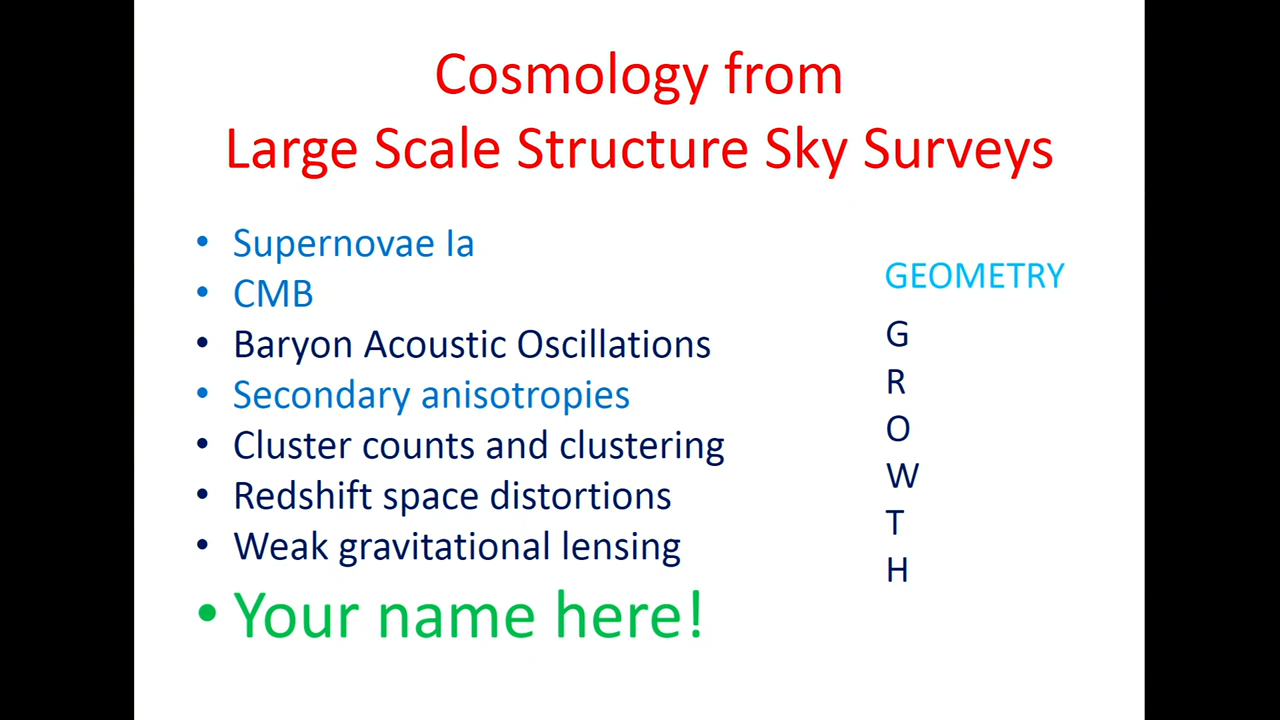 Cosmology from
Large Scale Structure Sky Surveys
• Supernovae Ia
• CMB
• Baryon Acoustic Oscillations
• Secondary anisotropies
• Cluster counts and clustering
• Redshift space distortions
• Weak gravitational lensing
• Your name here!
GEOMETRY
G
R
O
W
T
H